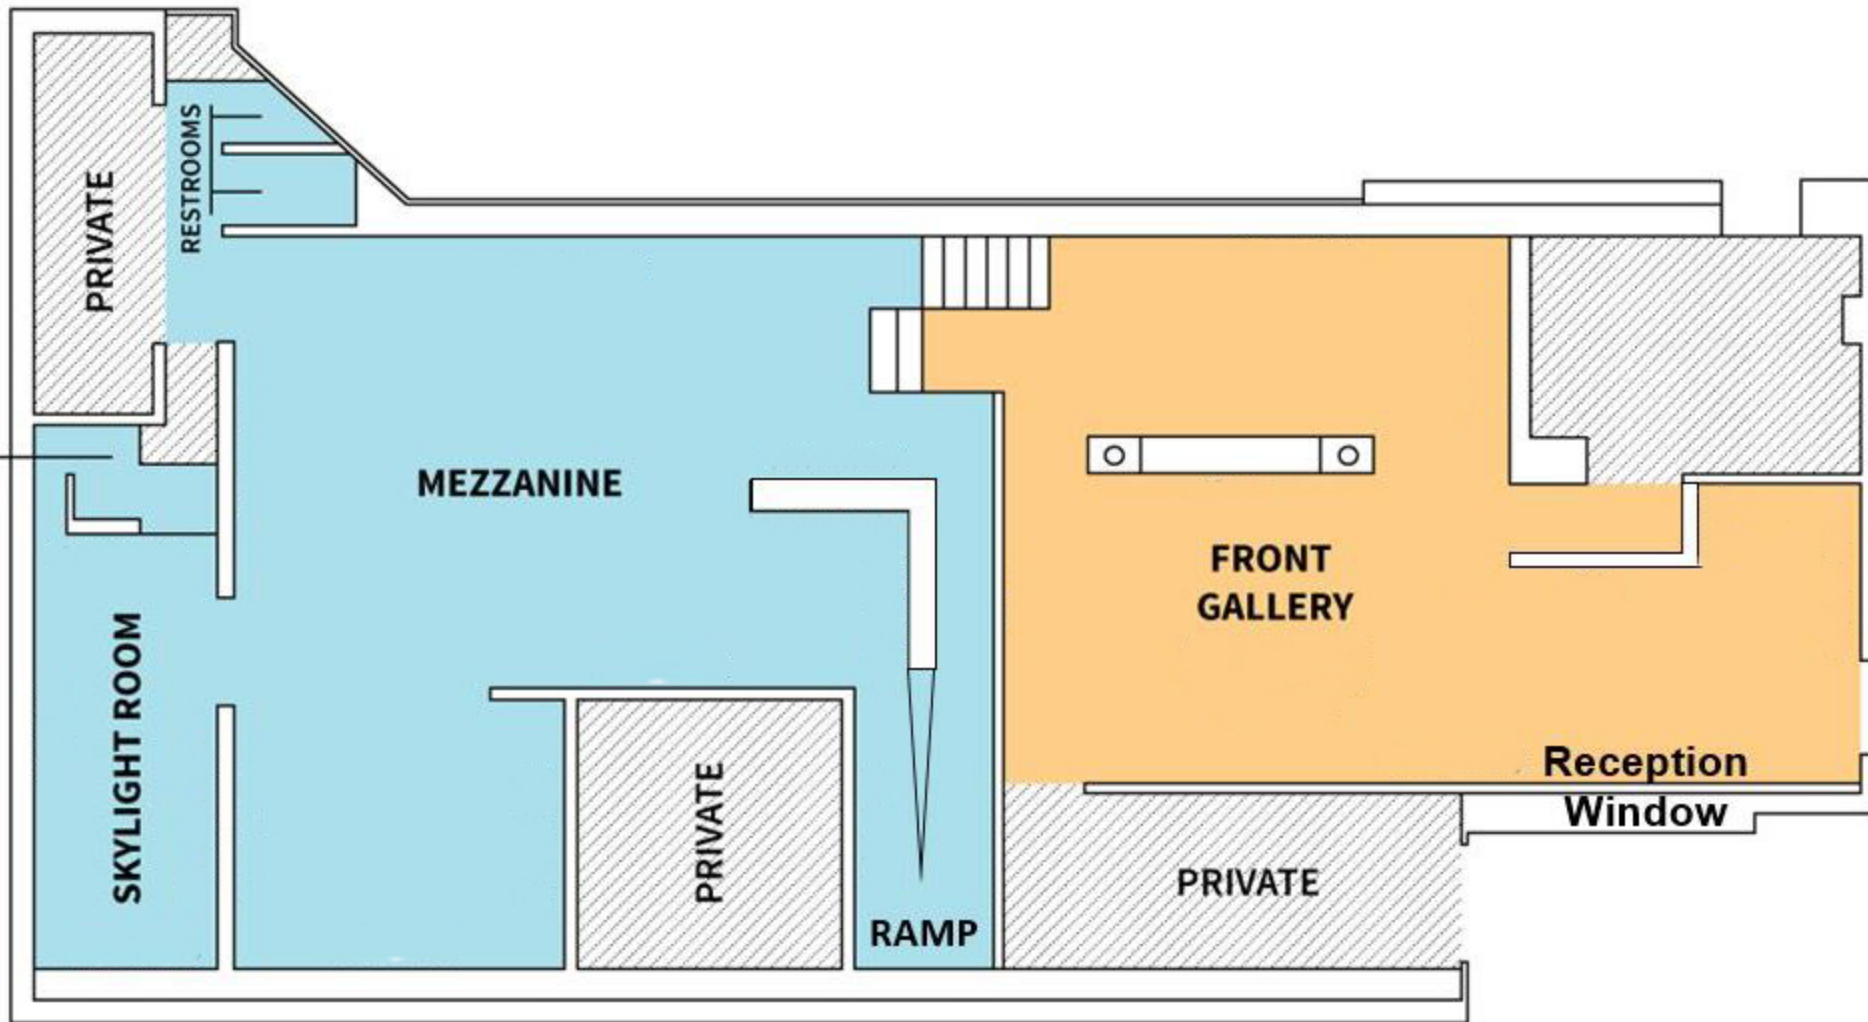 PRIVATE
RESTROOMS
MEZZANINE
FRONT
GALLERY
SKYLIGHT ROOM
PRIVATE
RAMP
PRIVATE
Reception
Window